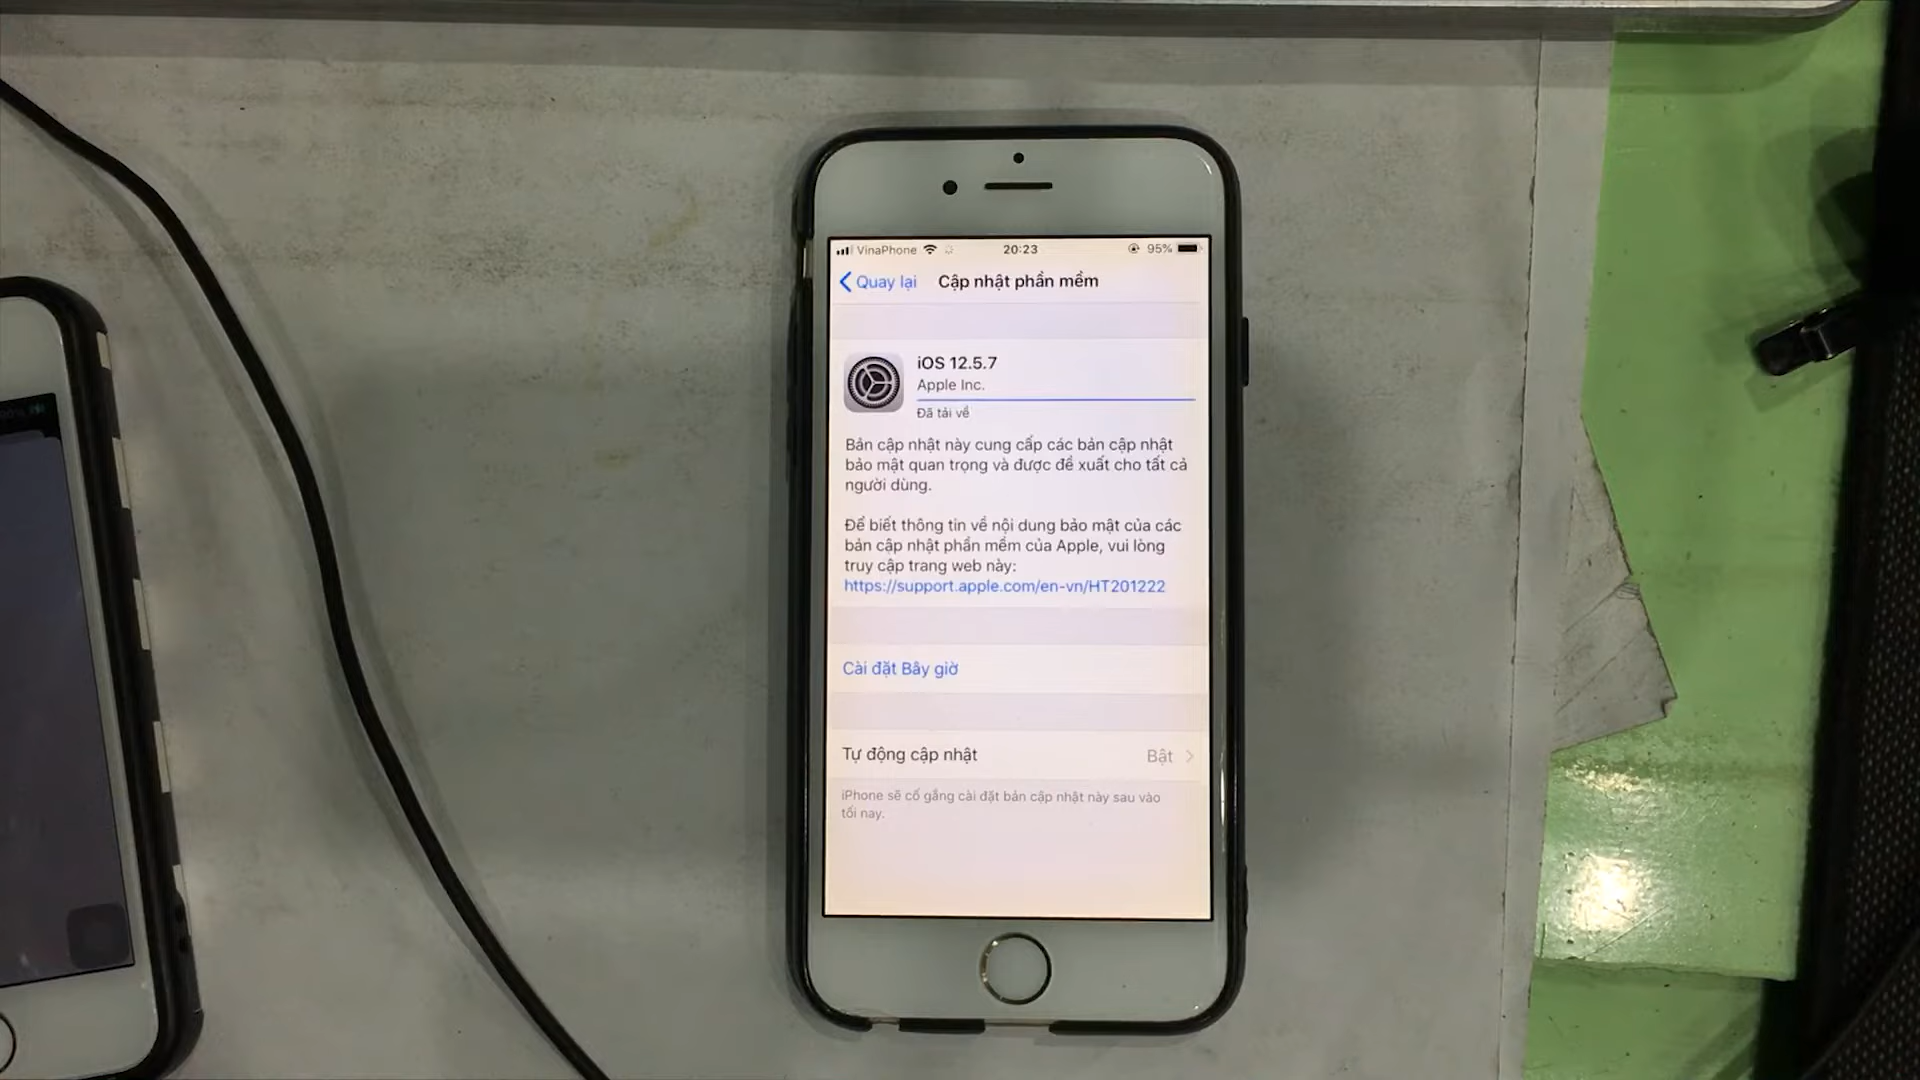 VinaPhone 20:23 95%
Quay lại Cập nhật phần mềm
iOS 12.5.7
Apple Inc.
Đã tải về
Bản cập nhật này cung cấp các bản cập nhật
bảo mật quan trọng và được đề xuất cho tất cả
người dùng.
Để biết thông tin về nội dung bảo mật của các
bản cập nhật phần mềm của Apple, vui lòng
truy cập trang web này:
https://support.apple.com/en-vn/HT201222
Cài đặt Bây giờ
Tự động cập nhật Bật
iPhone sẽ cố gắng cài đặt bản cập nhật này sau vào
tối nay.